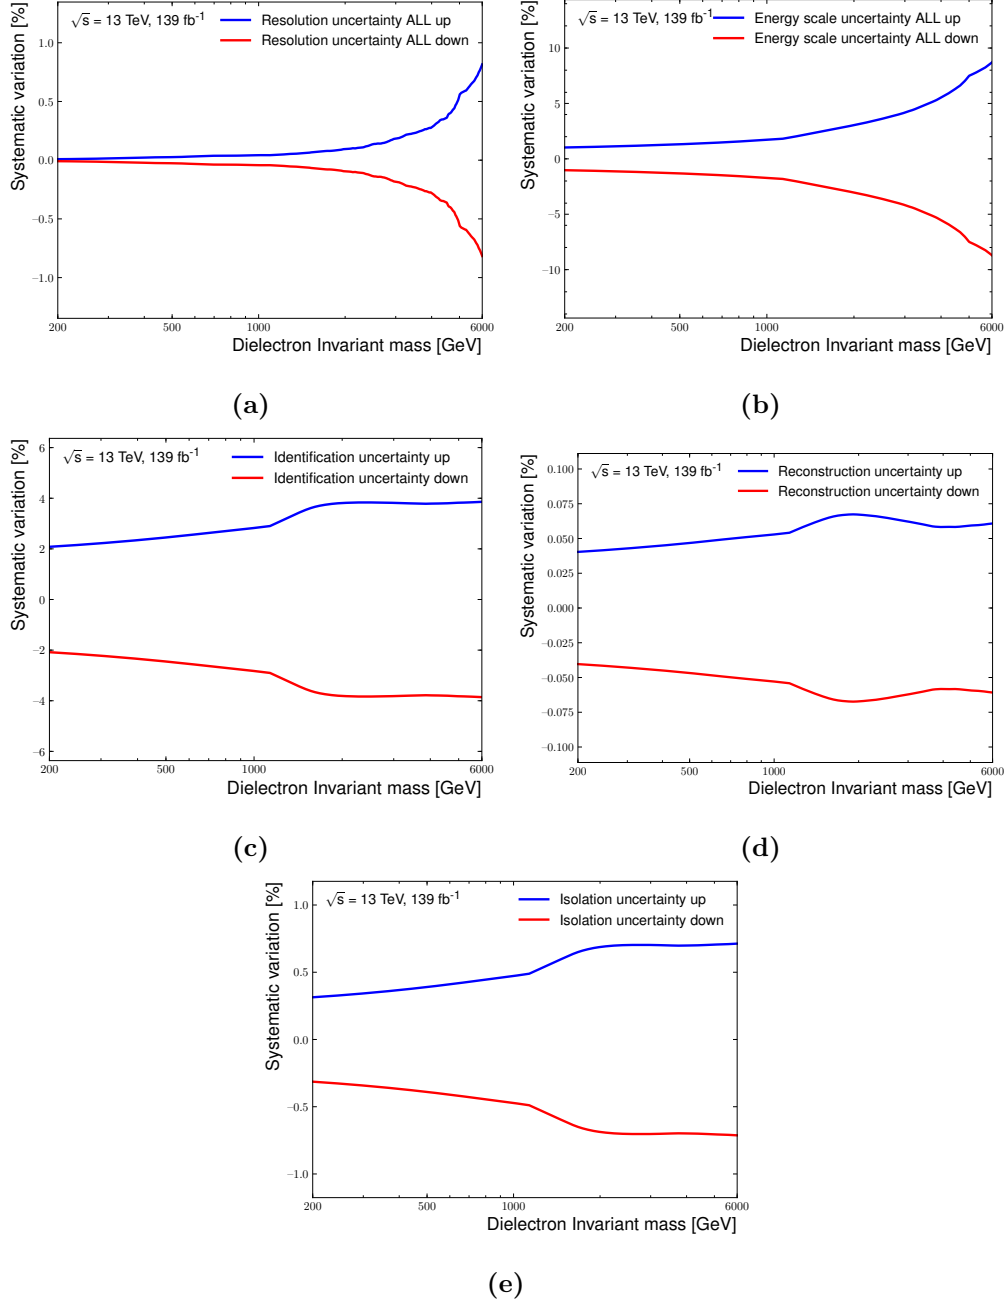 √s = 13 TeV, 139 fb⁻¹
Resolution uncertainty ALL up
Resolution uncertainty ALL down
Systematic variation [%]
1.0
0.5
0.0
−0.5
−1.0
200
500
1000
6000
Dielectron Invariant mass [GeV]
(a)
√s = 13 TeV, 139 fb⁻¹
Energy scale uncertainty ALL up
Energy scale uncertainty ALL down
Systematic variation [%]
10
5
0
−5
−10
200
500
1000
6000
Dielectron Invariant mass [GeV]
(b)
√s = 13 TeV, 139 fb⁻¹
Identification uncertainty up
Identification uncertainty down
Systematic variation [%]
6
4
2
0
−2
−4
−6
200
500
1000
6000
Dielectron Invariant mass [GeV]
(c)
√s = 13 TeV, 139 fb⁻¹
Reconstruction uncertainty up
Reconstruction uncertainty down
Systematic variation [%]
0.100
0.075
0.050
0.025
0.000
−0.025
−0.050
−0.075
−0.100
200
500
1000
6000
Dielectron Invariant mass [GeV]
(d)
√s = 13 TeV, 139 fb⁻¹
Isolation uncertainty up
Isolation uncertainty down
Systematic variation [%]
1.0
0.5
0.0
−0.5
−1.0
200
500
1000
6000
Dielectron Invariant mass [GeV]
(e)